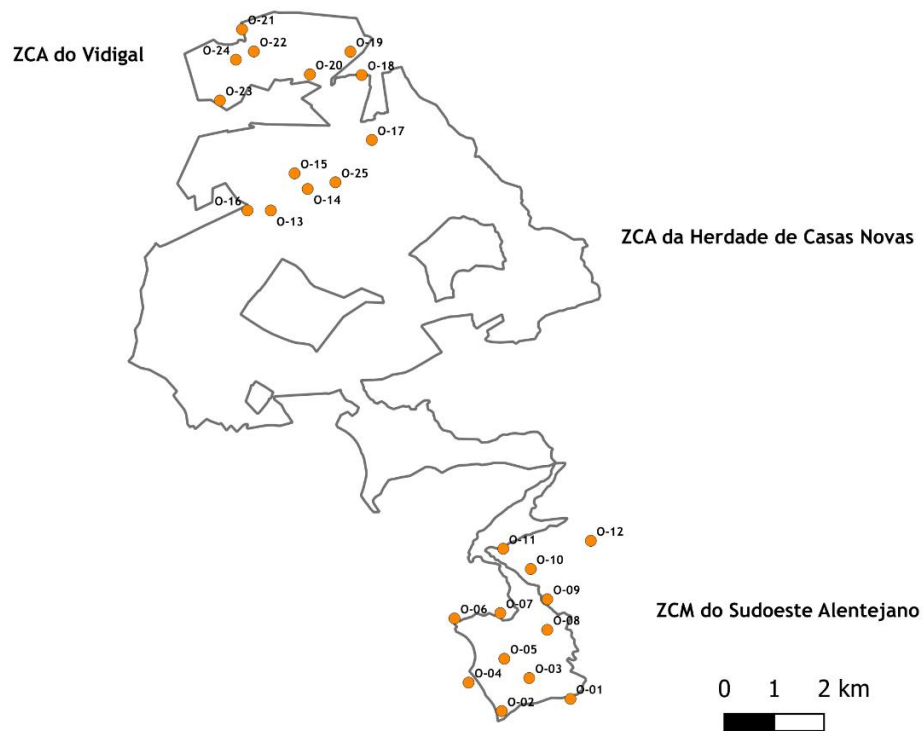 O-21
O-24
O-22
O-19
ZCA do Vidigal
O-20
O-18
O-23
O-17
O-15
O-25
O-14
O-16
O-13
ZCA da Herdade de Casas Novas
O-12
O-11
O-10
O-09
O-07
O-06
ZCM do Sudoeste Alentejano
O-08
O-05
O-03
O-04
O-01
O-02
0 1 2 km